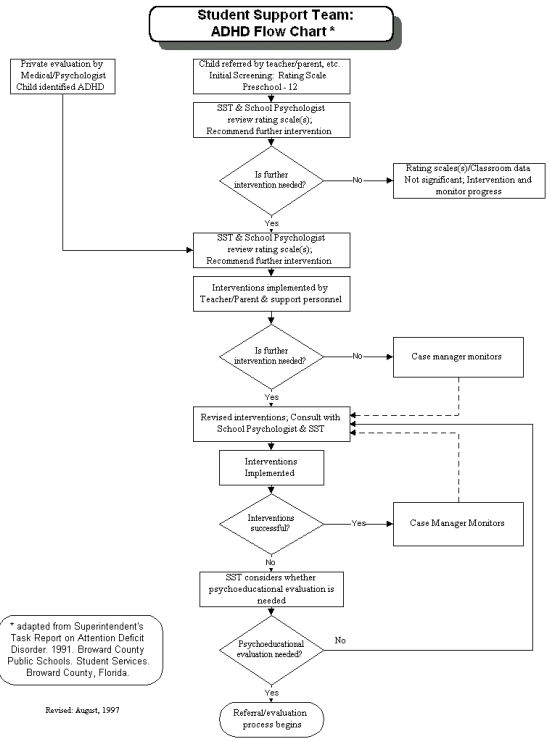 Student Support Team:
ADHD Flow Chart *
Private evaluation by
Medical/Psychologist
Child identified ADHD
Child referred by teacher/parent, etc.
Initial Screening: Rating Scale
Preschool - 12
SST & School Psychologist
review rating scale(s);
Recommend further intervention
Is further
intervention needed?
No
Rating scales(s)/Classroom data
Not significant; Intervention and
monitor progress
Yes
SST & School Psychologist
review rating scale(s);
Recommend further intervention
Interventions implemented by
Teacher/Parent & support personnel
Is further
intervention needed?
No
Case manager monitors
Yes
Revised interventions; Consult with
School Psychologist & SST
Interventions
Implemented
Interventions
successful?
Yes
Case Manager Monitors
No
SST considers whether
psychoeducational evaluation is
needed
Psychoeducational
evaluation needed?
No
Yes
Referral/evaluation
process begins
* adapted from Superintendent's
Task Report on Attention Deficit
Disorder. 1991. Broward County
Public Schools. Student Services.
Broward County, Florida.
Revised: August, 1997